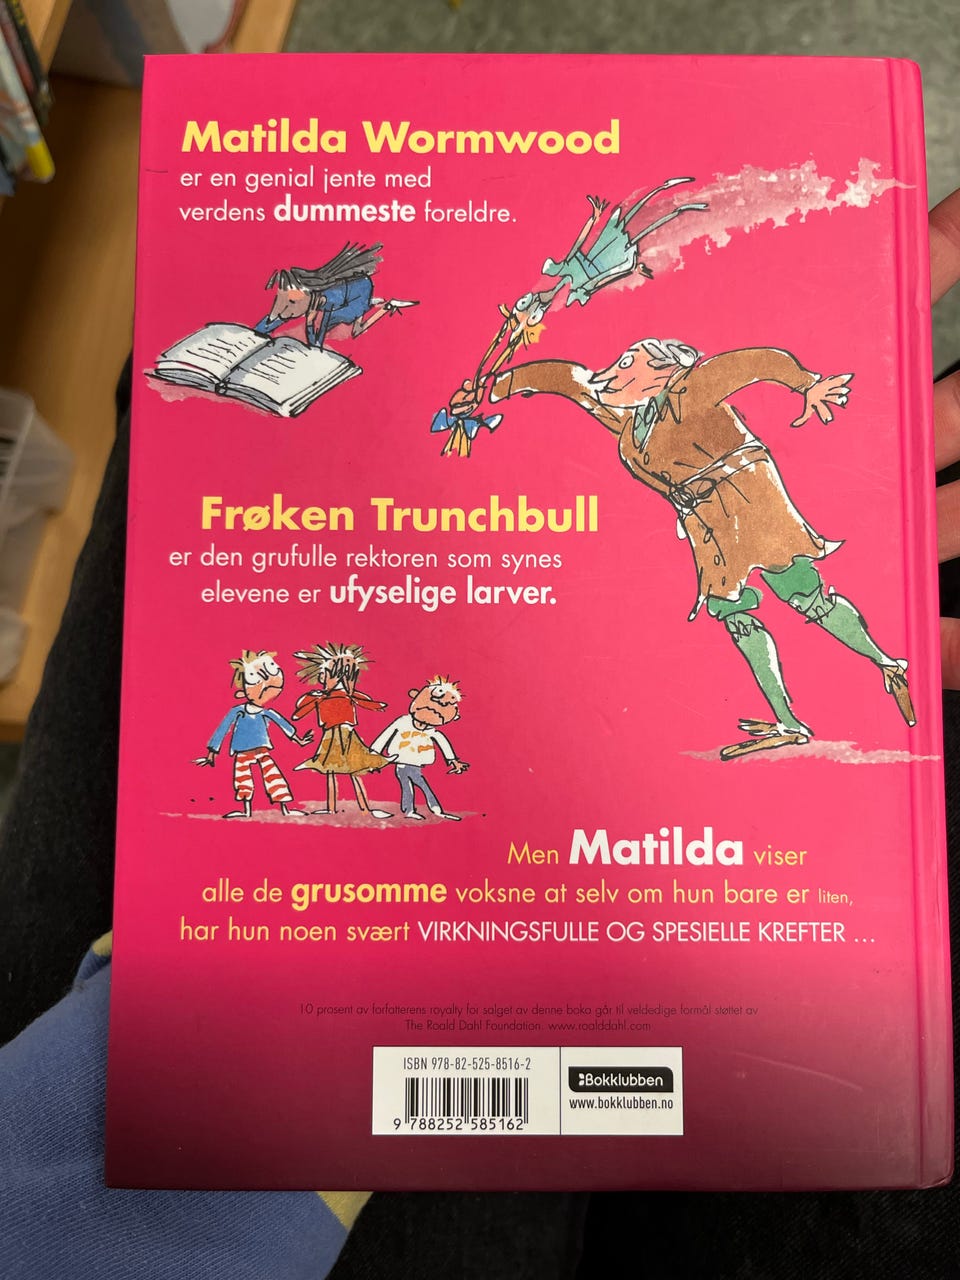 Matilda Wormwood
er en genial jente med
verdens dummeste foreldre.
Frøken Trunchbull
er den grufulle rektoren som synes
elevene er ufyselige larver.
Men Matilda viser
alle de grusomme voksne at selv om hun bare er liten,
har hun noen svært VIRKNINGSFULLE OG SPESIELLE KREFTER ...
10 prosent av forfatterens royalty for salget av denne boka går til veldedige formål støttet av
The Roald Dahl Foundation. www.roalddahl.com
ISBN 978-82-525-8516-2
9 788252 585162
Bokklubben
www.bokklubben.no